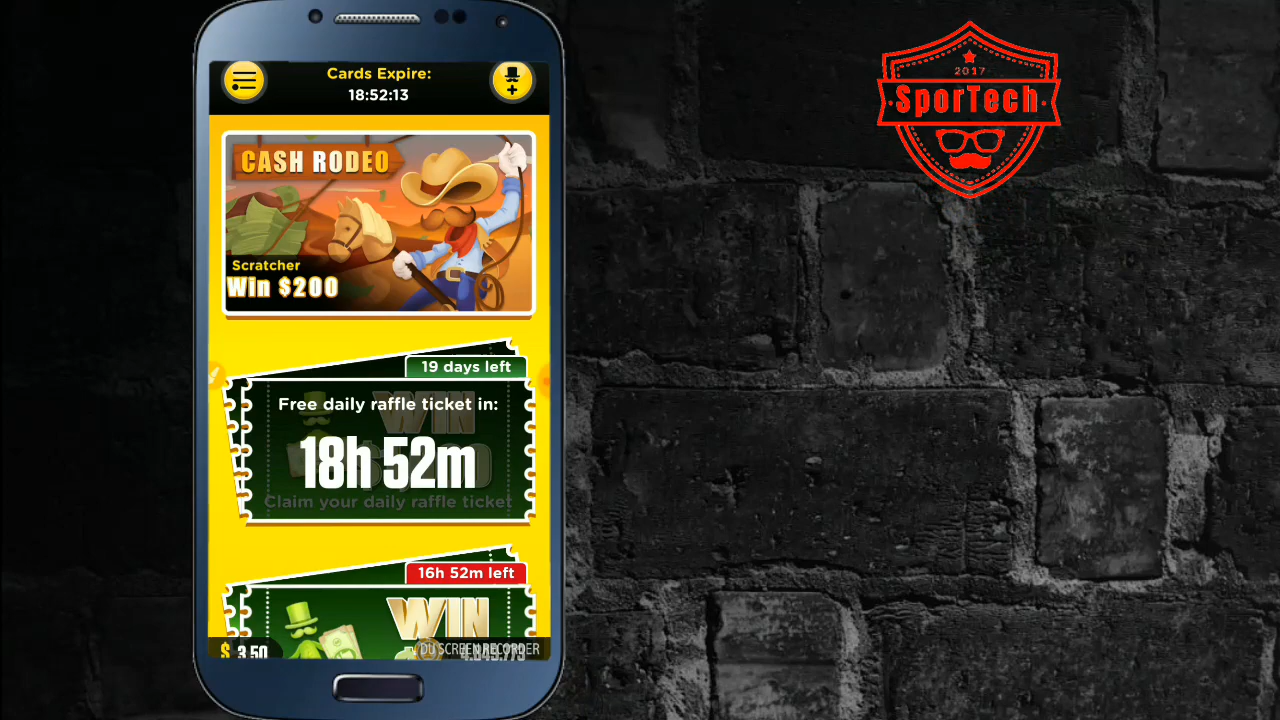 Cards Expire:
18:52:13
2017
SporTech
CASH RODEO
Scratcher
Win $200
19 days left
WIN
Free daily raffle ticket in:
18h 52m
Claim your daily raffle ticket
16h 52m left
WIN
$ 3.50
DU SCREEN RECORDER